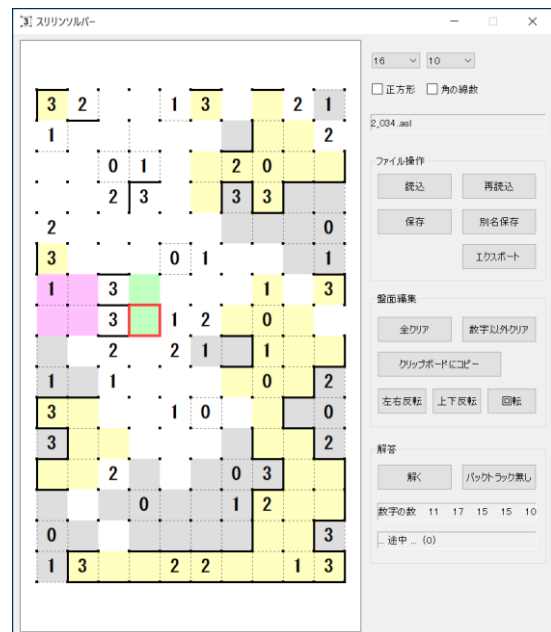 [3] スリリンソルバー
3 2 1 3 2 1
1 2
0 1 2 0
2 3 3 3
2 0
3 0 1 1
1 3 1 3
3 1 2 0
2 2 1 1
1 1 0 2
3 1 0 0
3 2
2 0 3
0 1 2
0 3
1 3 2 2 1 3
16 10
正方形 角の線数
2_034.asl
ファイル操作
読込 再読込
保存 別名保存
エクスポート
盤面編集
全クリア 数字以外クリア
クリップボードにコピー
左右反転 上下反転 回転
解答
解く バックトラック無し
数字の数 11 17 15 15 10
... 途中 ... (0)